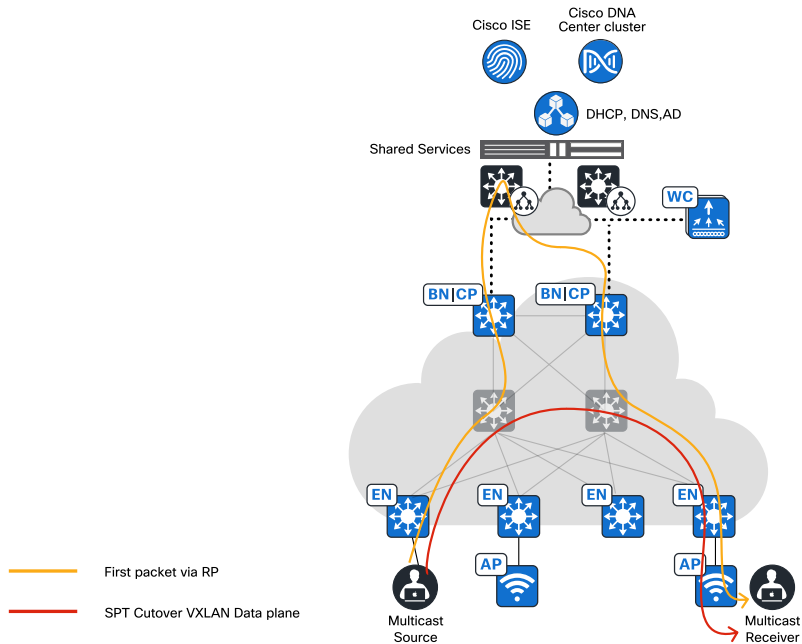 Cisco ISE
Cisco DNA
Center cluster
DHCP, DNS,AD
Shared Services
WC
BN|CP
BN|CP
EN
EN
EN
EN
AP
AP
First packet via RP
SPT Cutover VXLAN Data plane
Multicast
Source
Multicast
Receiver